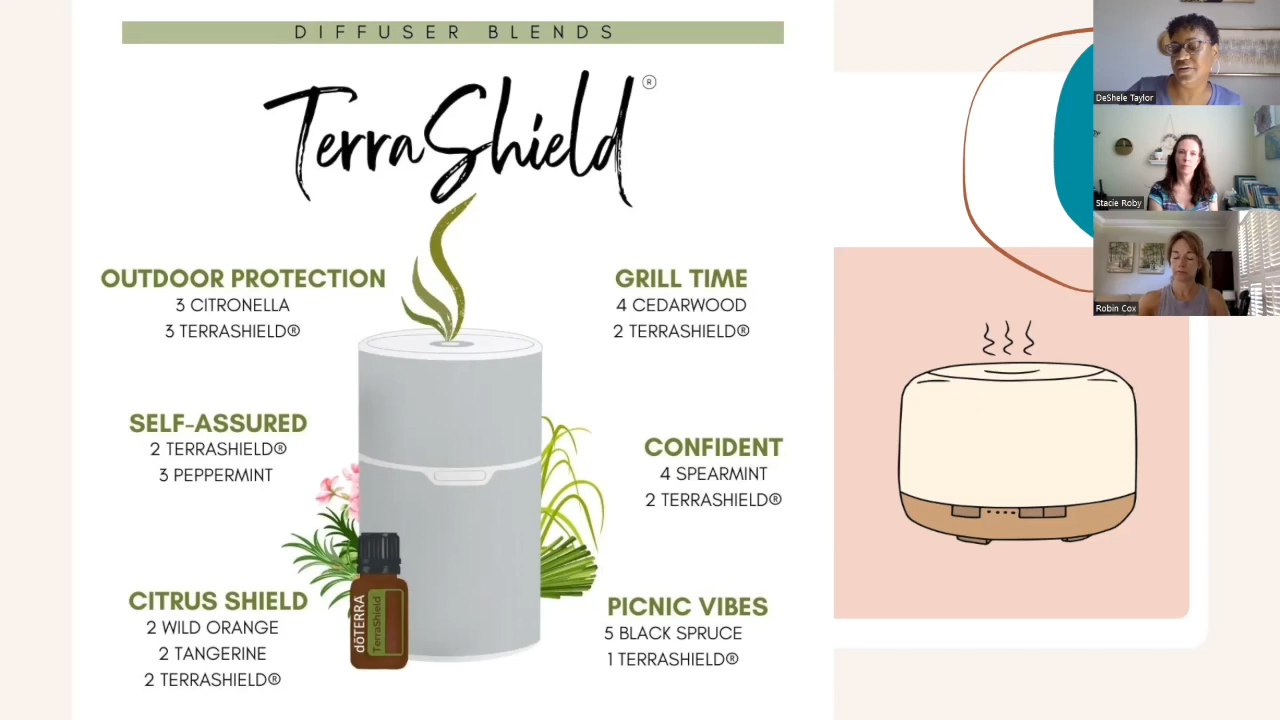 DIFFUSER BLENDS
TerraShield®
OUTDOOR PROTECTION
3 CITRONELLA
3 TERRASHIELD®
GRILL TIME
4 CEDARWOOD
2 TERRASHIELD®
SELF-ASSURED
2 TERRASHIELD®
3 PEPPERMINT
CONFIDENT
4 SPEARMINT
2 TERRASHIELD®
CITRUS SHIELD
2 WILD ORANGE
2 TANGERINE
2 TERRASHIELD®
PICNIC VIBES
5 BLACK SPRUCE
1 TERRASHIELD®
dōTERRA
TerraShield
DeShele Taylor
Stacie Roby
Robin Cox